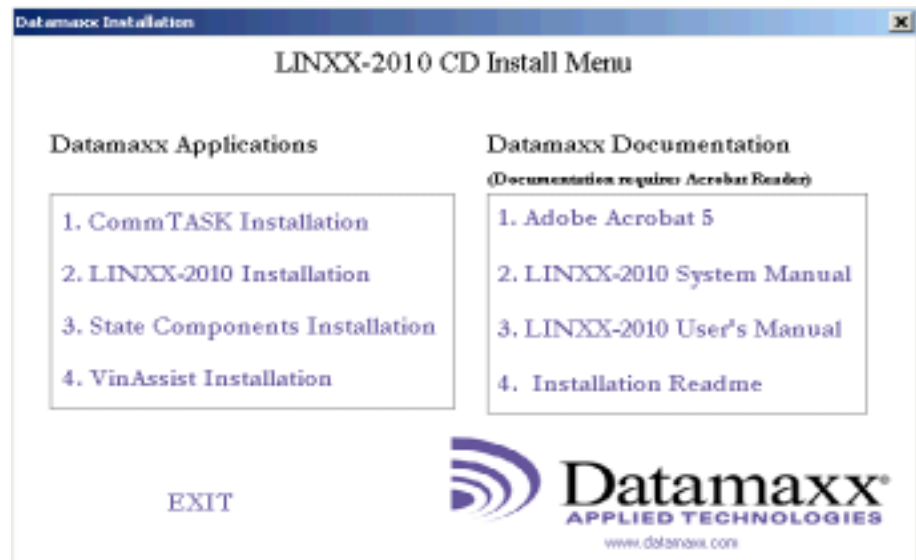 Datamaxx Installation
LINXX-2010 CD Install Menu
Datamaxx Applications
1. CommTASK Installation
2. LINXX-2010 Installation
3. State Components Installation
4. VinAssist Installation
EXIT
Datamaxx Documentation
(Documentation requires Acrobat Reader)
1. Adobe Acrobat 5
2. LINXX-2010 System Manual
3. LINXX-2010 User's Manual
4. Installation Readme
Datamaxx®
APPLIED TECHNOLOGIES
www.datamaxx.com